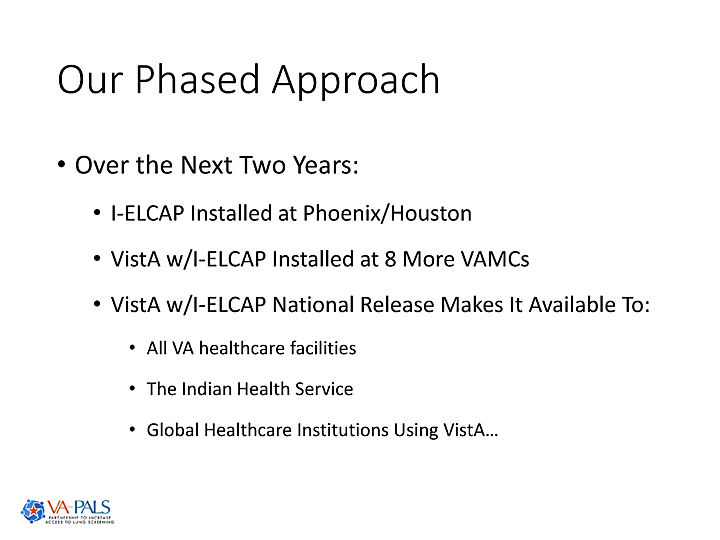 Our Phased Approach
• Over the Next Two Years:
• I-ELCAP Installed at Phoenix/Houston
• VistA w/I-ELCAP Installed at 8 More VAMCs
• VistA w/I-ELCAP National Release Makes It Available To:
• All VA healthcare facilities
• The Indian Health Service
• Global Healthcare Institutions Using VistA…
VA-PALS
PARTNERSHIP TO INCREASE
ACCESS TO LUNG SCREENING